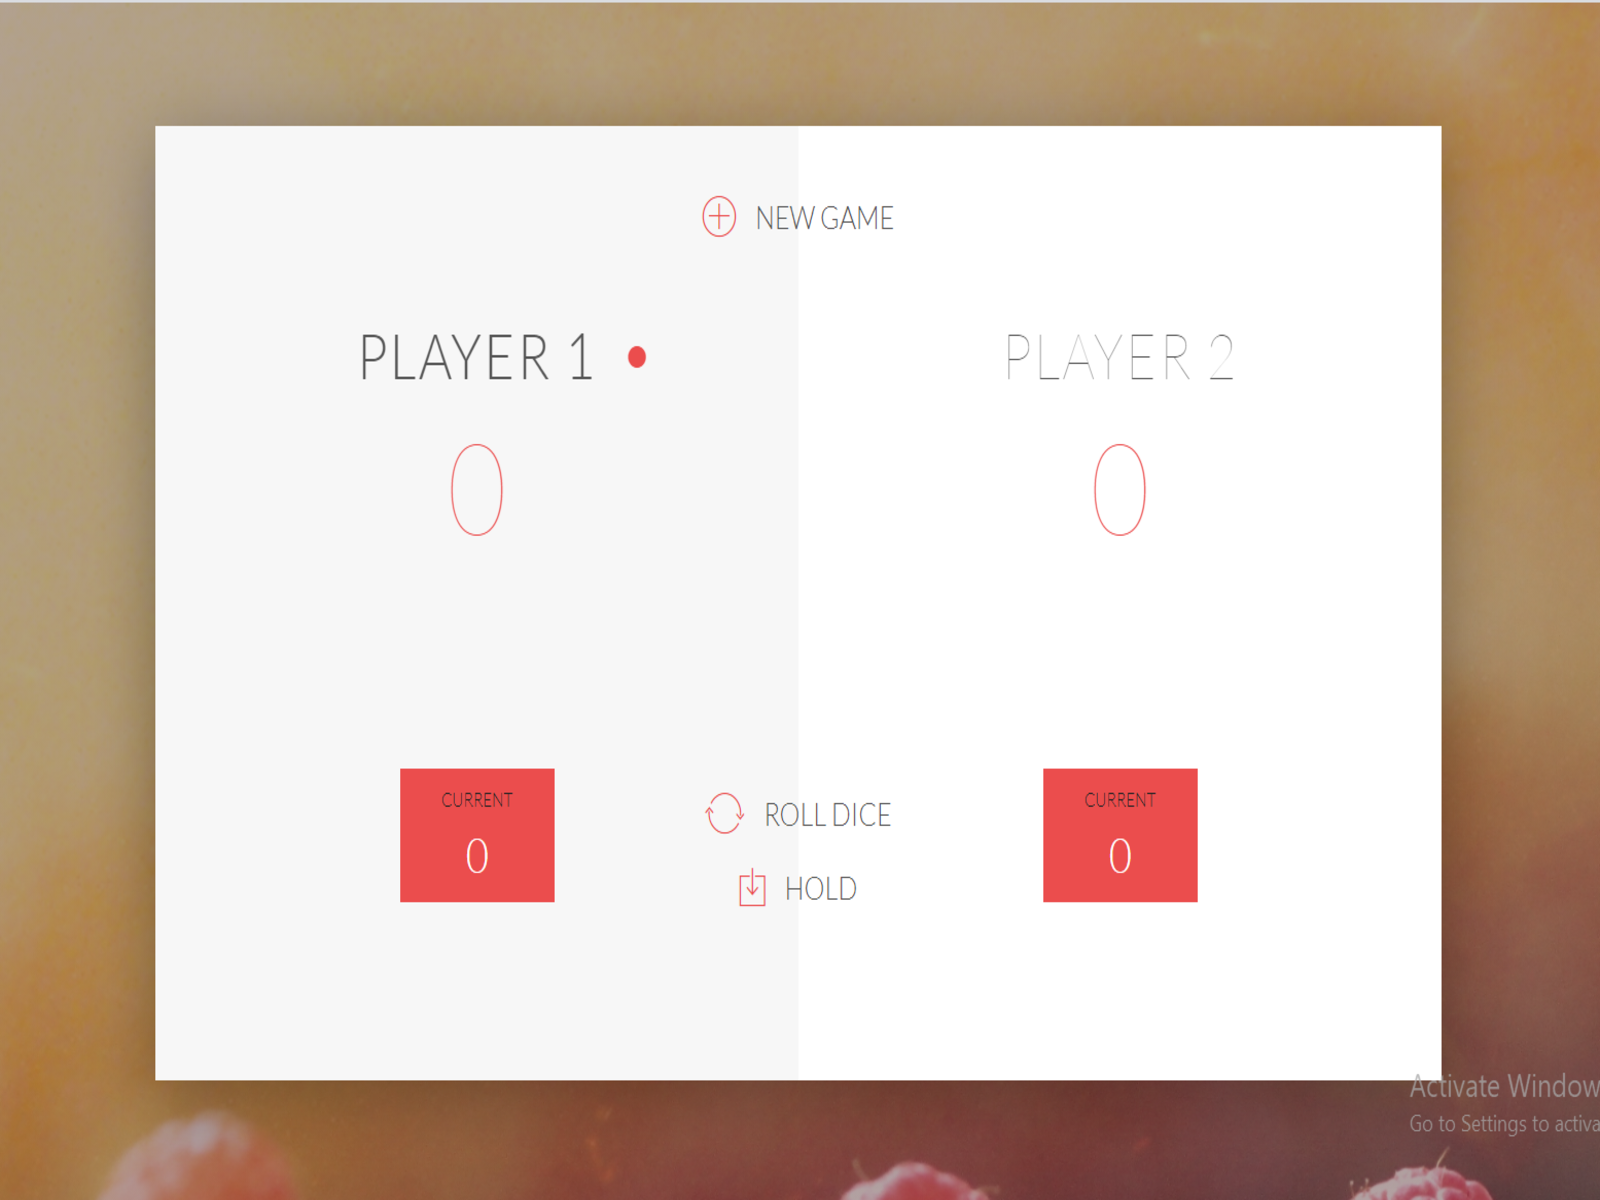 NEW GAME
PLAYER 1
0
PLAYER 2
0
CURRENT
0
ROLL DICE
HOLD
CURRENT
0
Activate Window
Go to Settings to activa